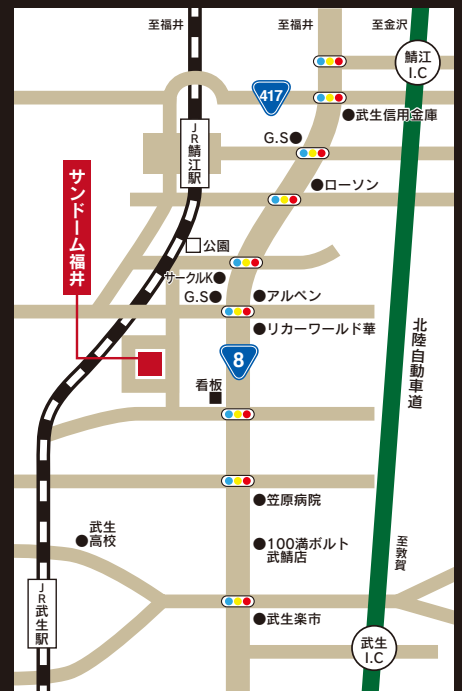 至福井
至福井
至金沢
鯖江
I.C
417
武生信用金庫
JR鯖江駅
G.S
ローソン
サンドーム福井
公園
サークルK
G.S
アルペン
リカーワールド華
北陸自動車道
8
看板
笠原病院
武生
高校
100満ボルト
武鯖店
至敦賀
JR武生駅
武生楽市
武生
I.C